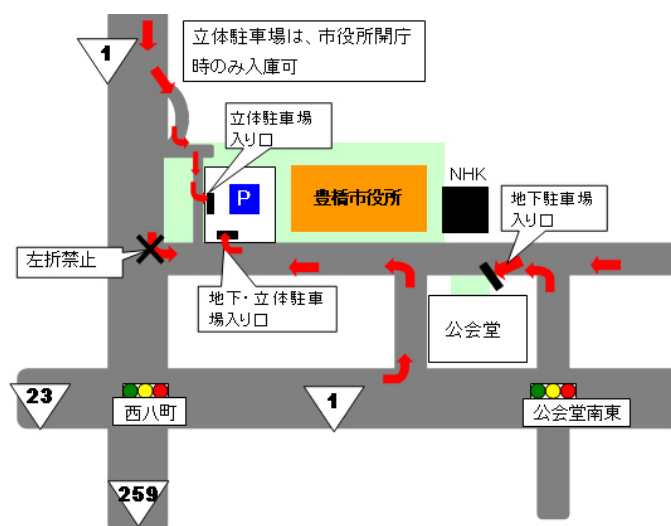 1
立体駐車場は、市役所開庁
時のみ入庫可
立体駐車場
入り口
P
豊橋市役所
NHK
地下駐車場
入り口
左折禁止
地下・立体駐車
場入り口
公会堂
23
西八町
1
公会堂南東
259